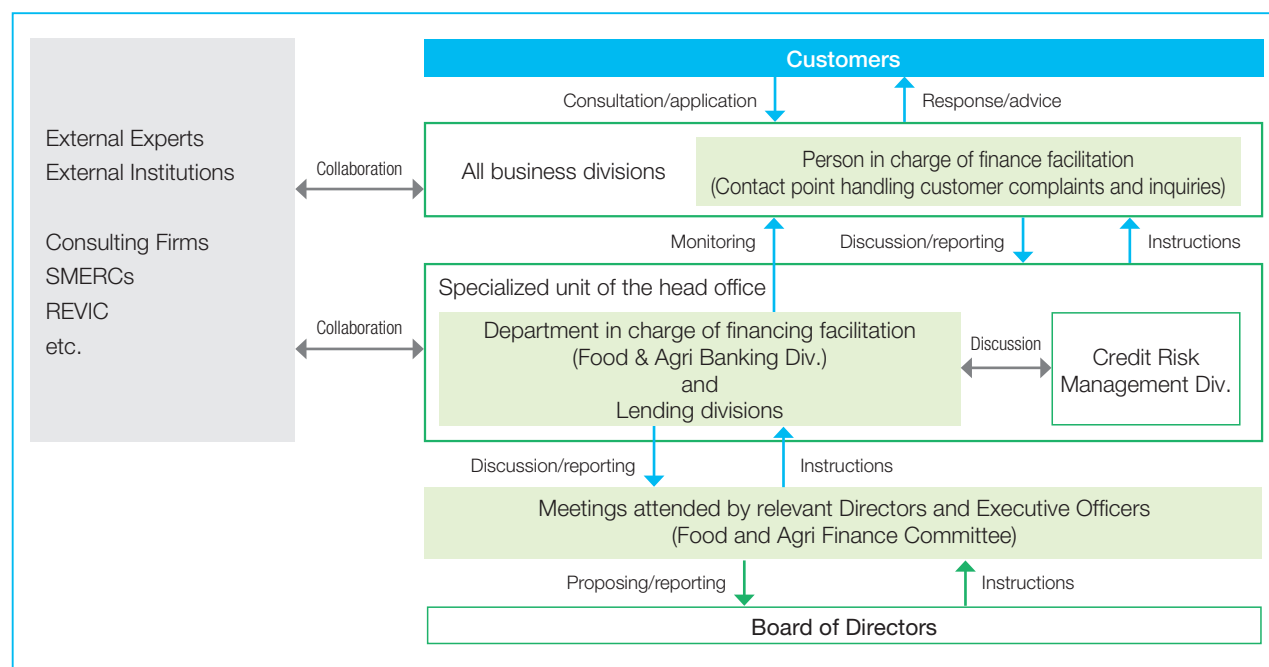 Customers
Consultation/application
Response/advice
External Experts
External Institutions
Consulting Firms
SMERCs
REVIC
etc.
Collaboration
All business divisions
Person in charge of finance facilitation
(Contact point handling customer complaints and inquiries)
Monitoring
Discussion/reporting
Instructions
Collaboration
Specialized unit of the head office
Department in charge of financing facilitation
(Food & Agri Banking Div.)
and
Lending divisions
Discussion
Credit Risk
Management Div.
Discussion/reporting
Instructions
Meetings attended by relevant Directors and Executive Officers
(Food and Agri Finance Committee)
Proposing/reporting
Instructions
Board of Directors